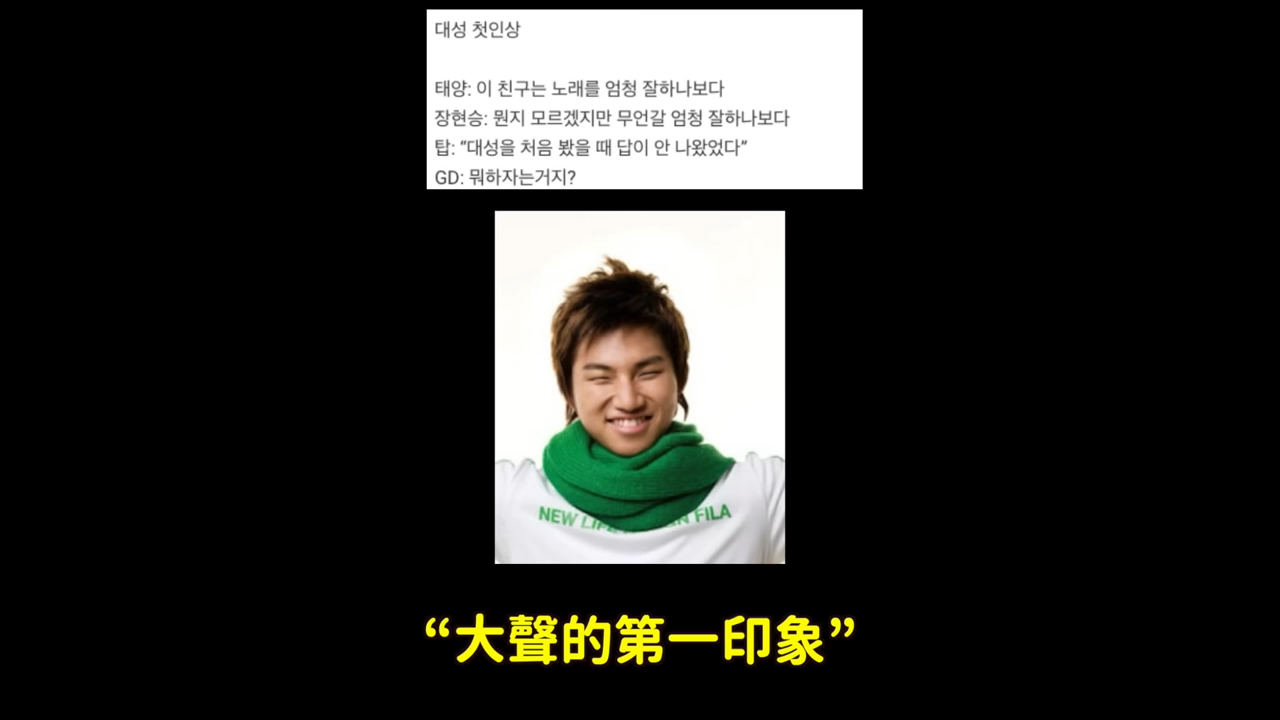 대성 첫인상
태양: 이 친구는 노래를 엄청 잘하나보다
장현승: 뭔지 모르겠지만 무언갈 엄청 잘하나보다
탑: “대성을 처음 봤을 때 답이 안 나왔었다”
GD: 뭐하자는거지?
NEW LIFE FILA
“大聲的第一印象”